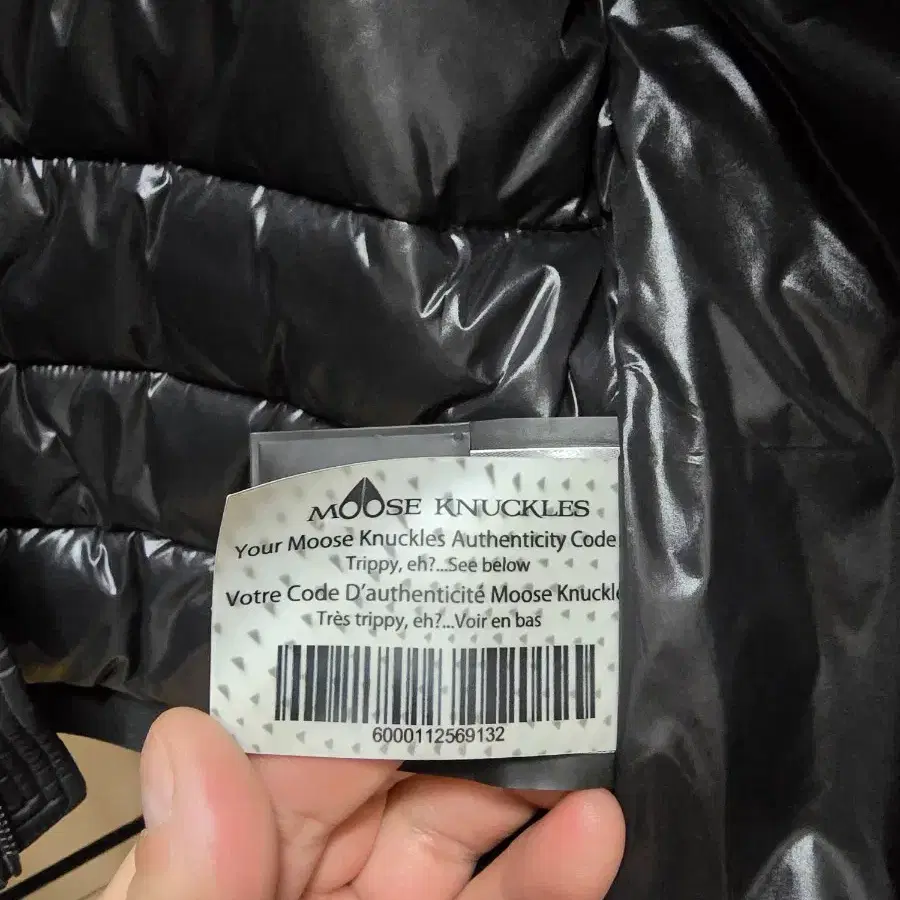 MOOSE KNUCKLES
Your Moose Knuckles Authenticity Code
Trippy, eh?...See below
Votre Code D'authenticité Moose Knuckle
Très trippy, eh?...Voir en bas
6000112569132